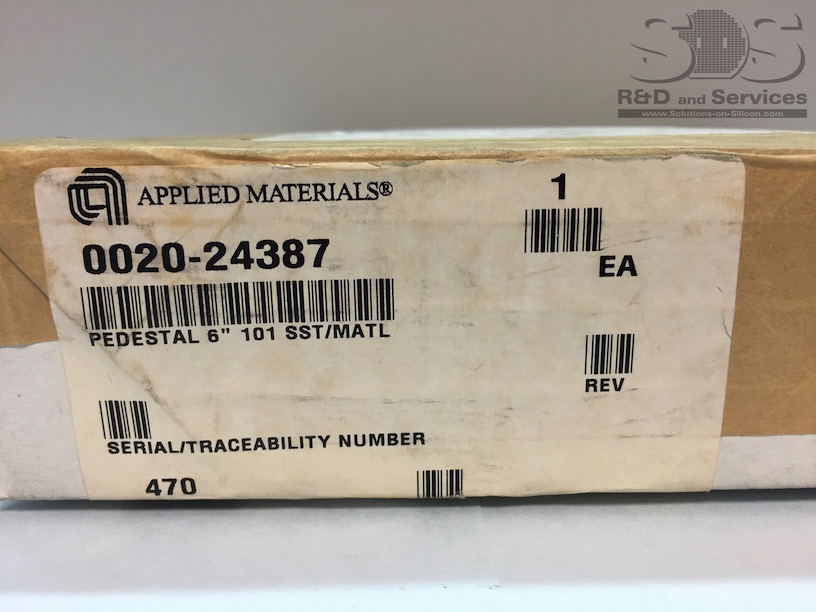 SDS
R&D and Services
www.Solutions-on-Silicon.com
APPLIED MATERIALS®
1
0020-24387
EA
PEDESTAL 6" 101 SST/MATL
REV
SERIAL/TRACEABILITY NUMBER
470